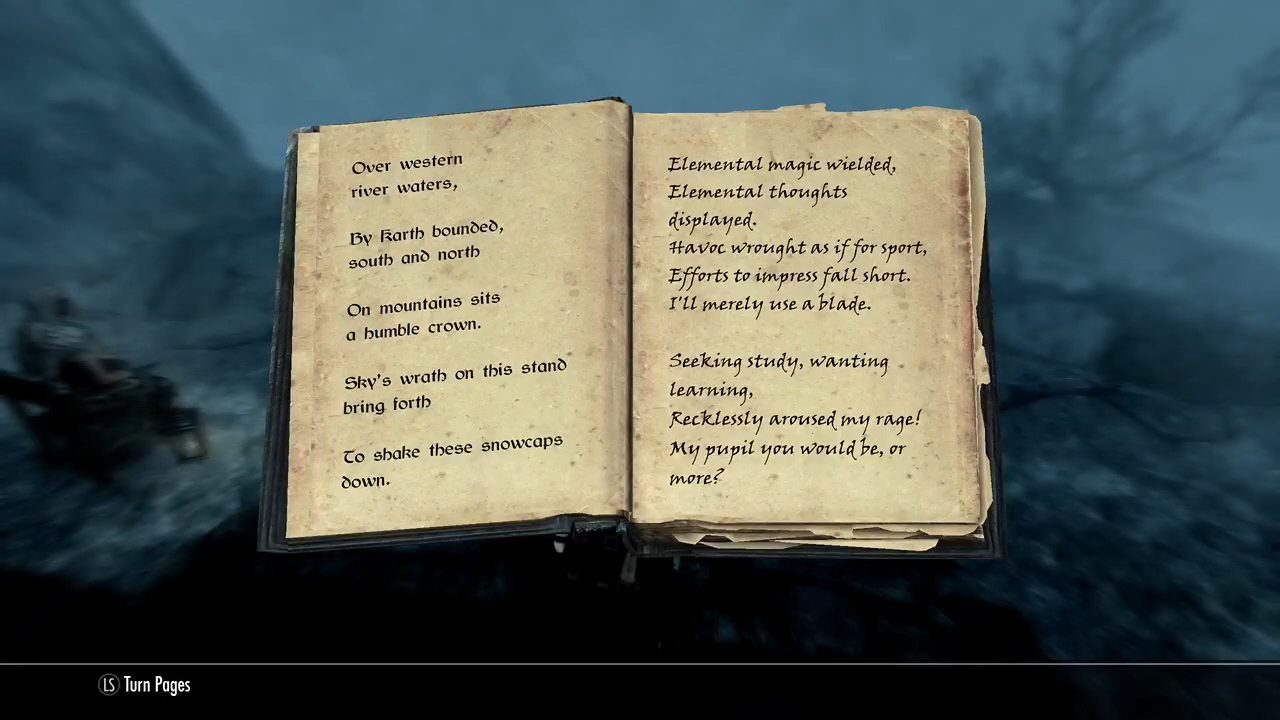 Over western
river waters,
By Karth bounded,
south and north
On mountains sits
a humble crown.
Sky's wrath on this stand
bring forth
To shake these snowcaps
down.
Elemental magic wielded,
Elemental thoughts
displayed.
Havoc wrought as if for sport,
Efforts to impress fall short.
I'll merely use a blade.
Seeking study, wanting
learning,
Recklessly aroused my rage!
My pupil you would be, or
more?
LS Turn Pages